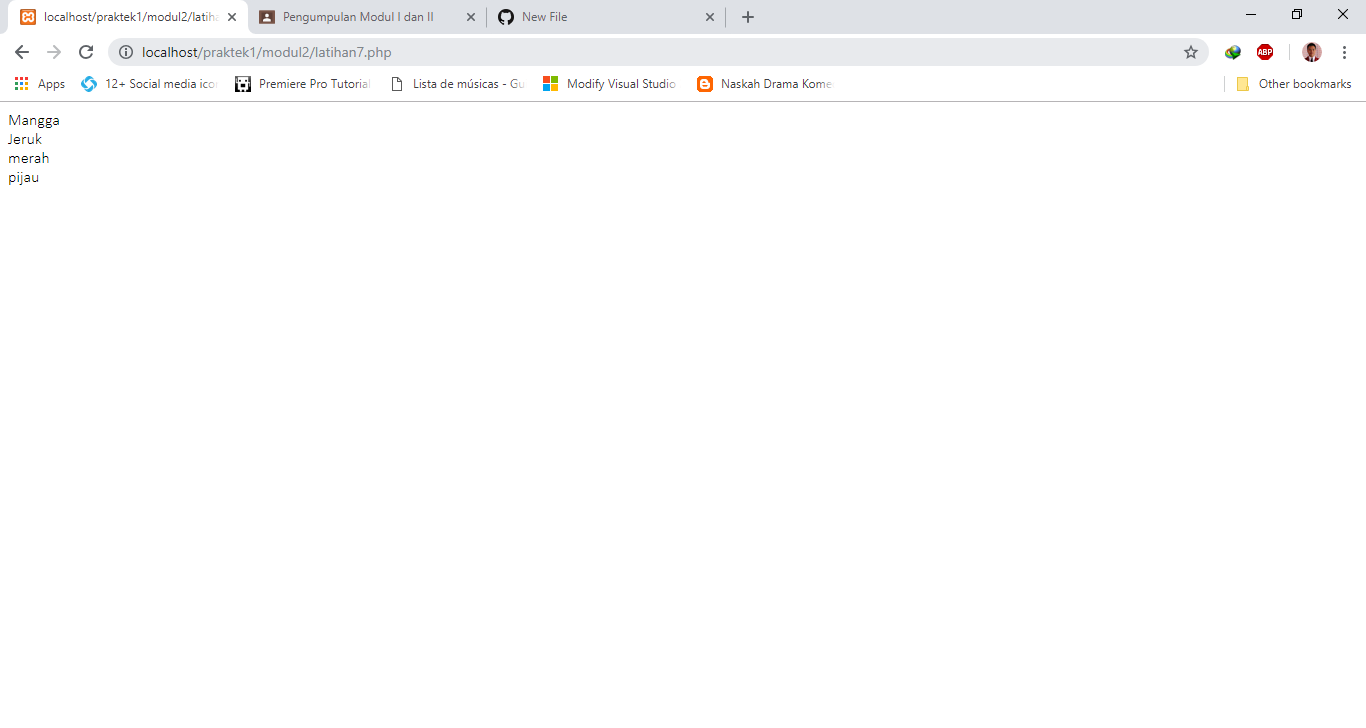 localhost/praktek1/modul2/latiha
Pengumpulan Modul I dan II
New File
localhost/praktek1/modul2/latihan7.php
ABP
Apps
12+ Social media icon
Premiere Pro Tutorial
Lista de músicas - Gu
Modify Visual Studio
Naskah Drama Kome
Other bookmarks
Mangga
Jeruk
merah
pijau